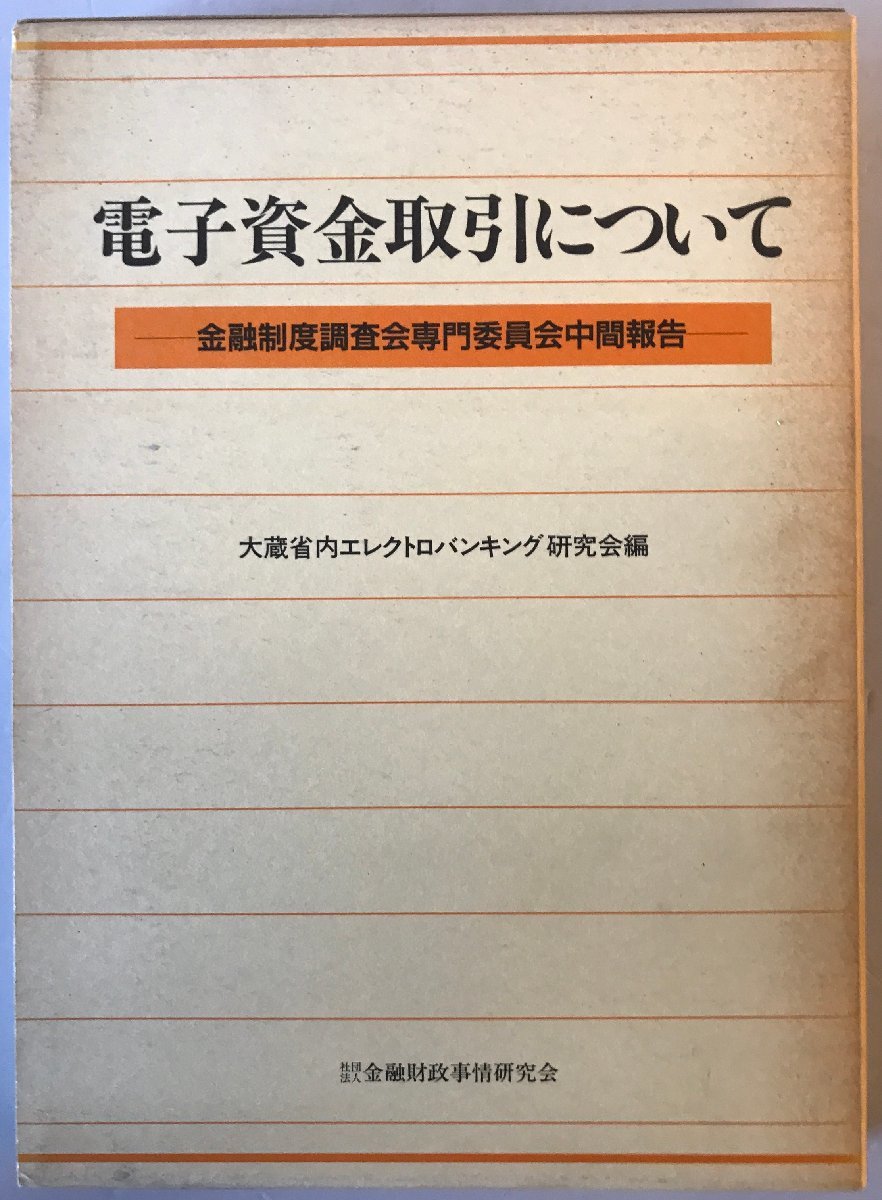 電子資金取引について
―金融制度調査会専門委員会中間報告―
大蔵省内エレクトロバンキング研究会編
社団法人 金融財政事情研究会